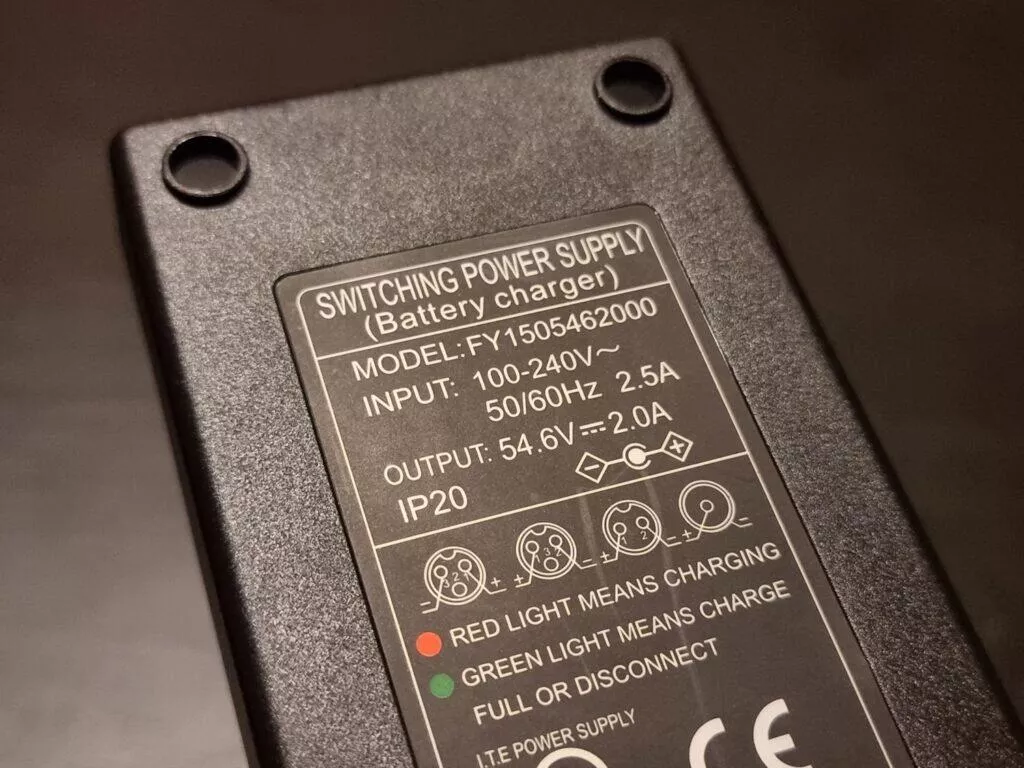 SWITCHING POWER SUPPLY
(Battery charger)
MODEL: FY1505462000
INPUT: 100-240V~
50/60Hz 2.5A
OUTPUT: 54.6V⎓2.0A
IP20
- +
RED LIGHT MEANS CHARGING
GREEN LIGHT MEANS CHARGE
FULL OR DISCONNECT
I.T.E POWER SUPPLY
CE